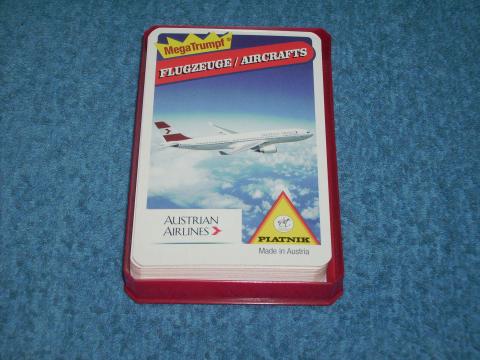 MegaTrumpf®
FLUGZEUGE / AIRCRAFTS
AUSTRIAN
AIRLINES
PIATNIK
Made in Austria